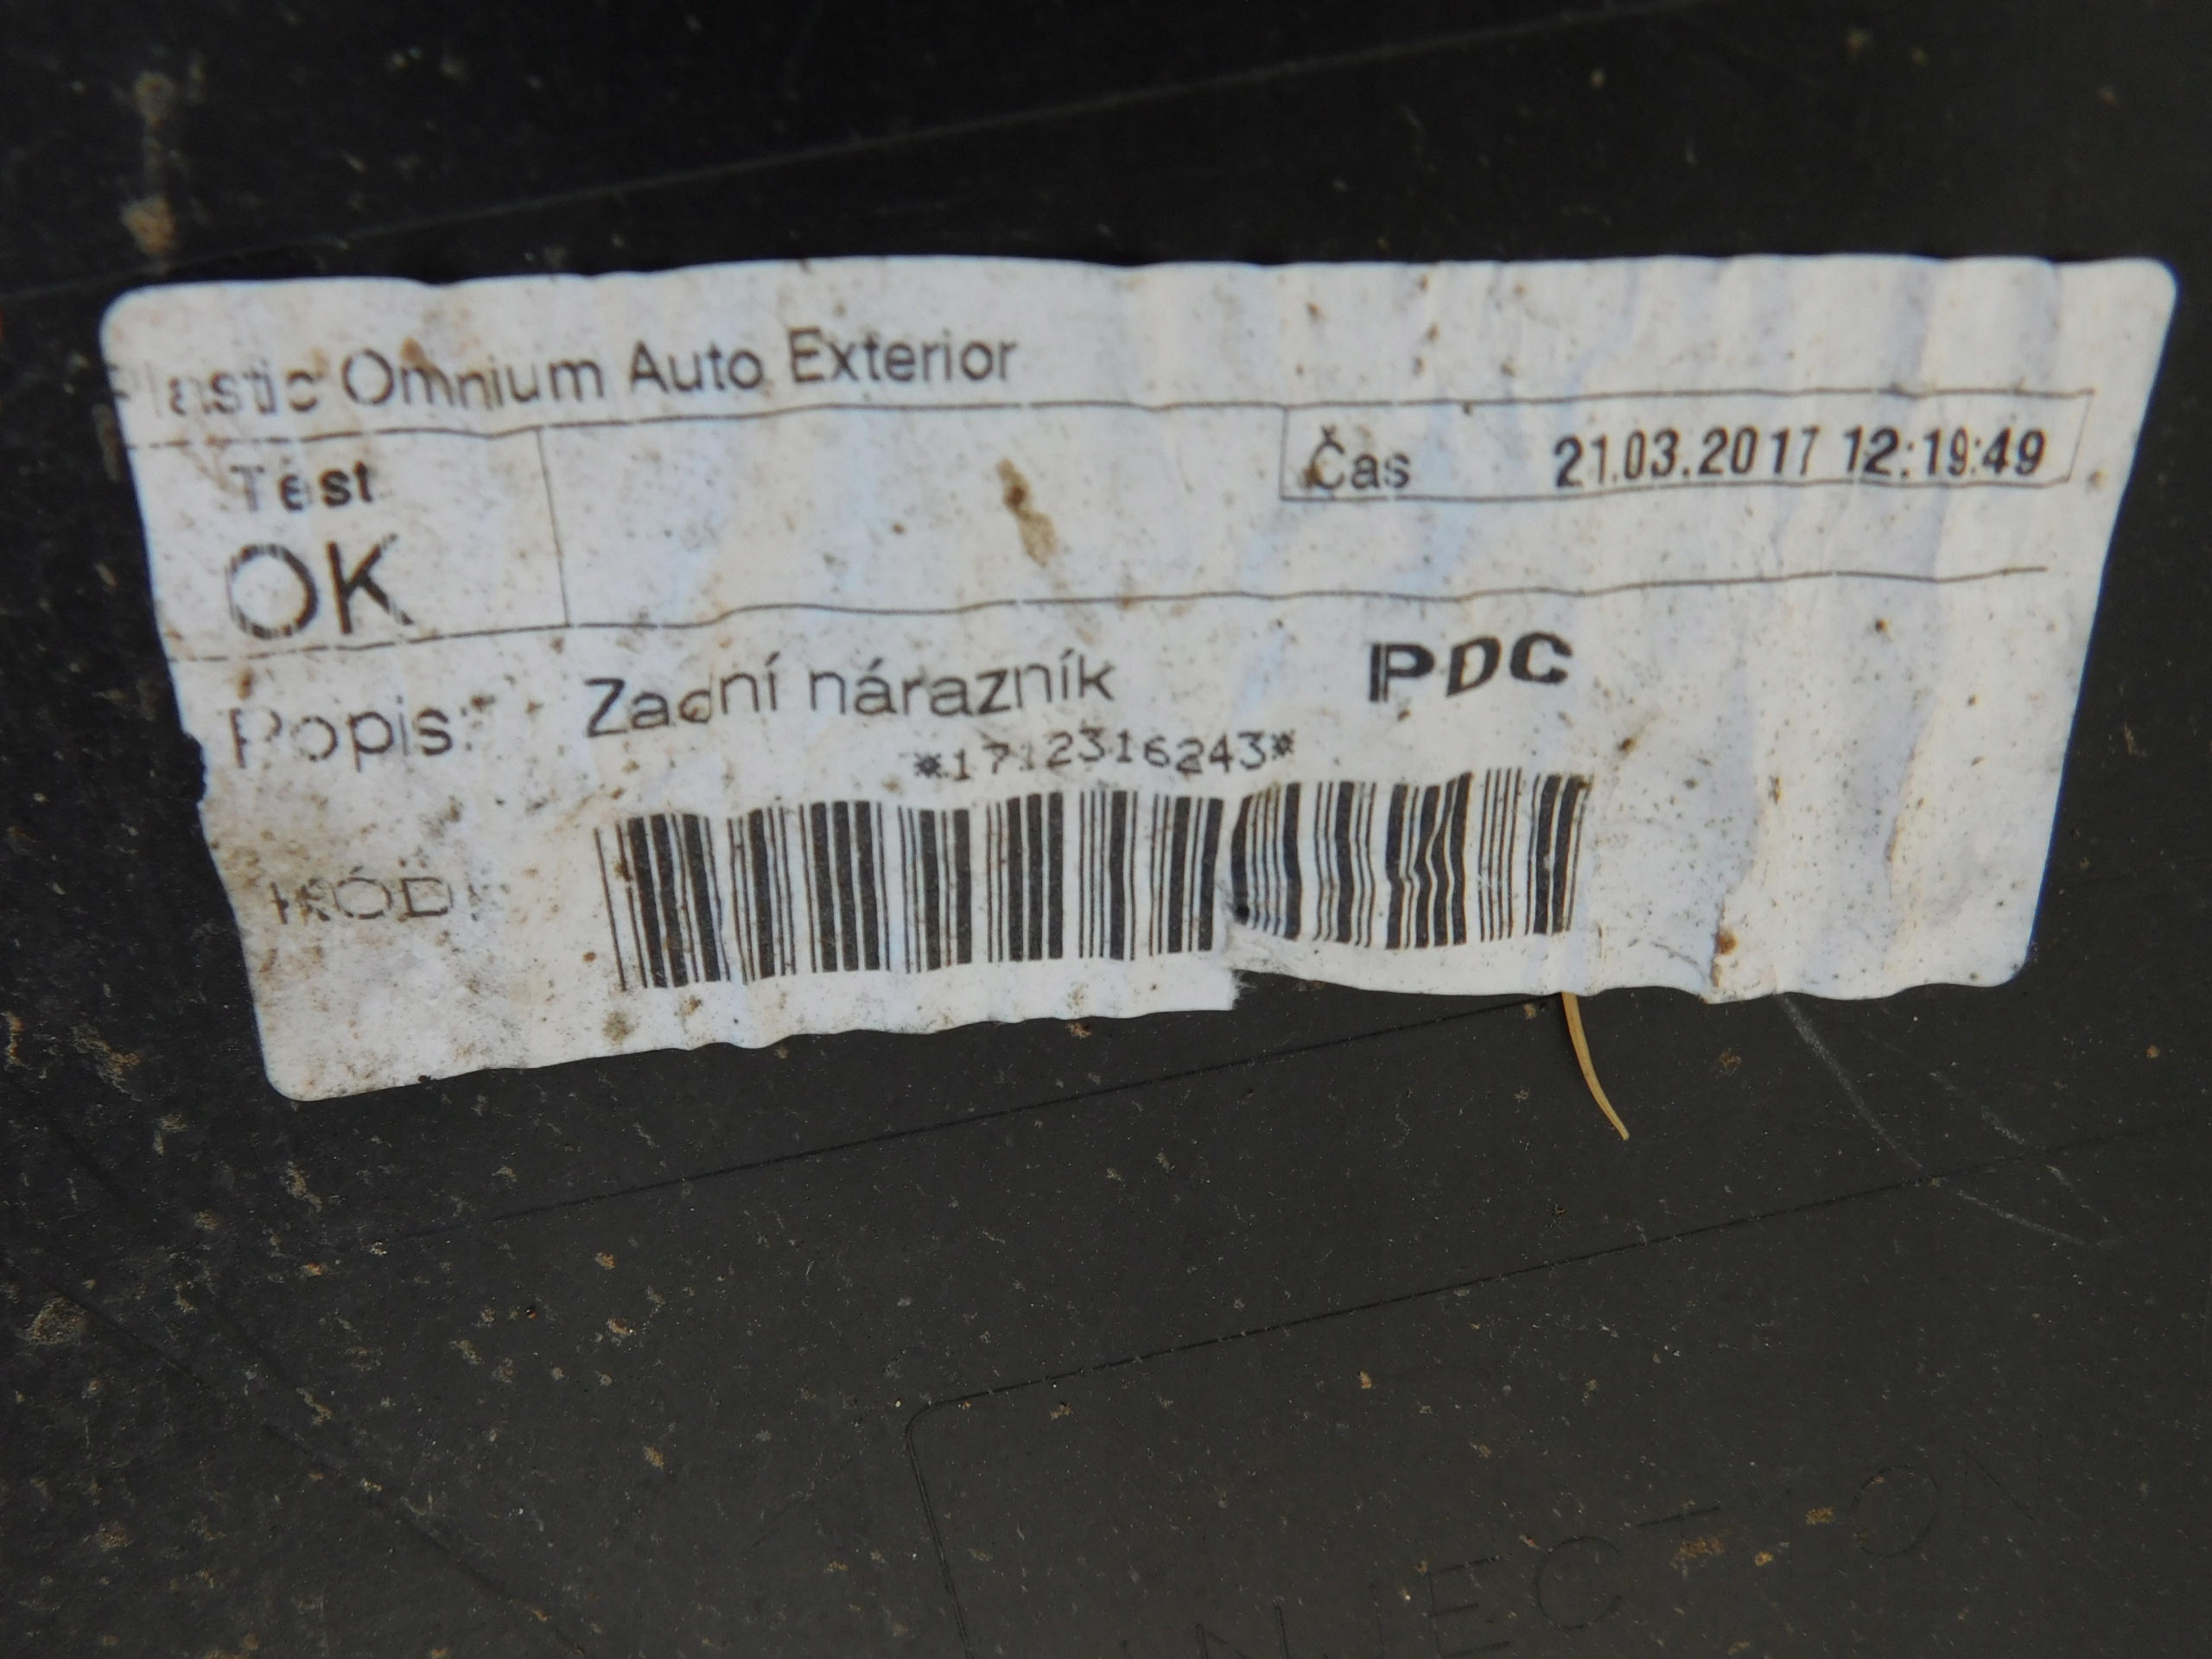 Plastic Omnium Auto Exterior
Test
Čas 21.03.2017 12:19:49
OK
Popis: Zadní nárazník PDC
*1712316243*
KÓD:
INJECTION